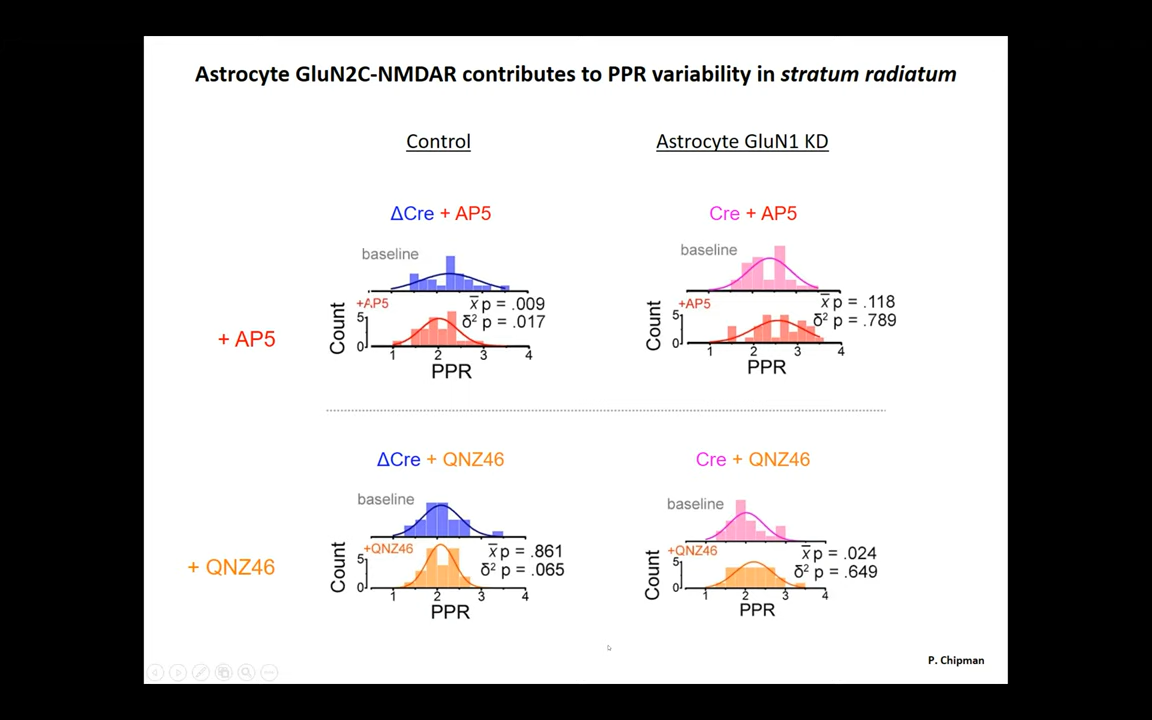 Astrocyte GluN2C-NMDAR contributes to PPR variability in stratum radiatum
Control
Astrocyte GluN1 KD
+ AP5
ΔCre + AP5
baseline
+AP5
x̅ p = .009
δ² p = .017
Count
5
0
1 2 3 4
PPR
Cre + AP5
baseline
+AP5
x̅ p = .118
δ² p = .789
Count
5
0
1 2 3 4
PPR
+ QNZ46
ΔCre + QNZ46
baseline
+QNZ46
x̅ p = .861
δ² p = .065
Count
5
0
1 2 3 4
PPR
Cre + QNZ46
baseline
+QNZ46
x̅ p = .024
δ² p = .649
Count
5
0
1 2 3 4
PPR
P. Chipman